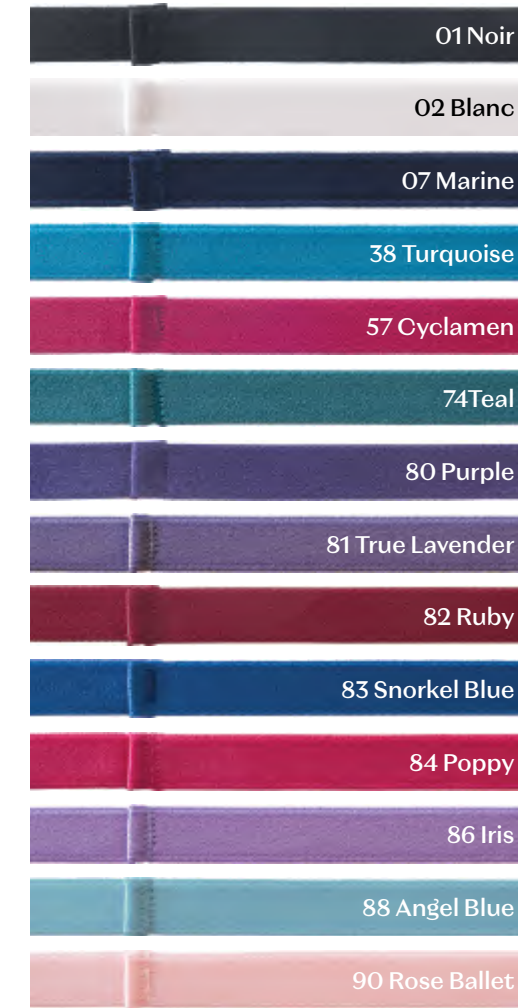 01 Noir
02 Blanc
07 Marine
38 Turquoise
57 Cyclamen
74Teal
80 Purple
81 True Lavender
82 Ruby
83 Snorkel Blue
84 Poppy
86 Iris
88 Angel Blue
90 Rose Ballet